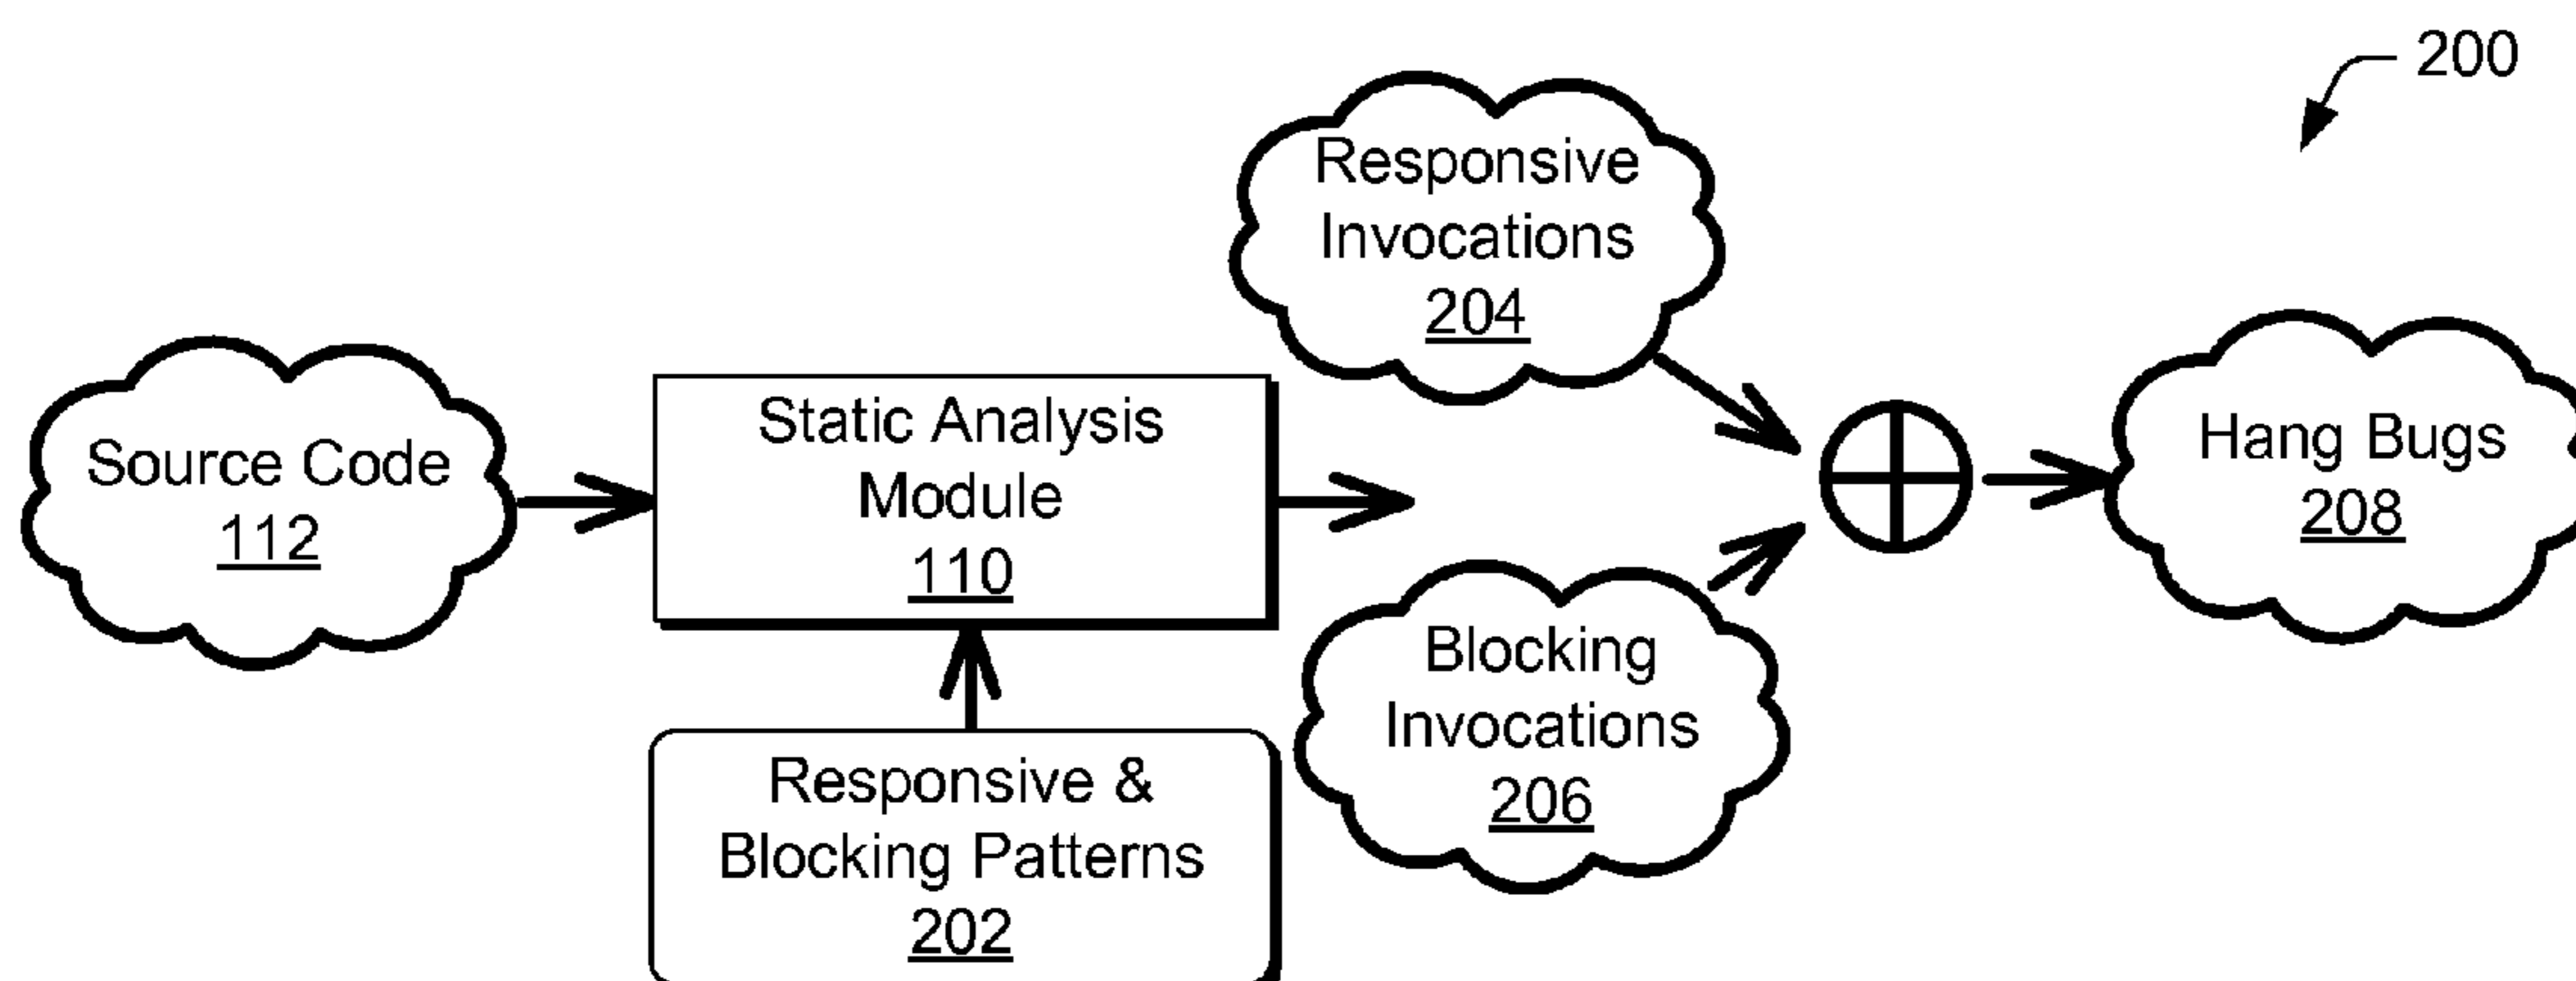 200
Responsive
Invocations
204
Source Code
112
Static Analysis
Module
110
Hang Bugs
208
Responsive &
Blocking Patterns
202
Blocking
Invocations
206